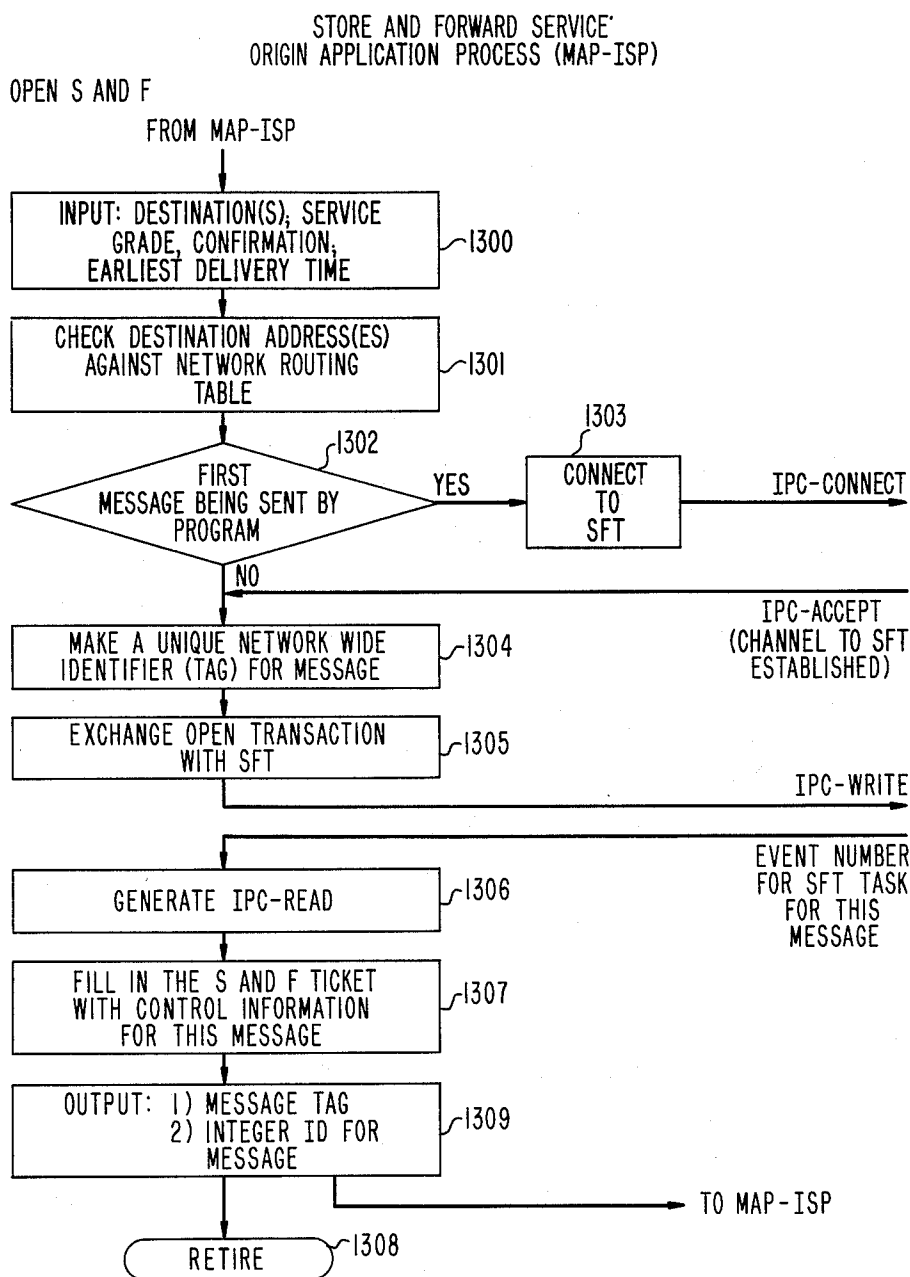 STORE AND FORWARD SERVICE
ORIGIN APPLICATION PROCESS (MAP-ISP)
OPEN S AND F
FROM MAP-ISP
INPUT: DESTINATION(S); SERVICE
GRADE, CONFIRMATION;
EARLIEST DELIVERY TIME
1300
CHECK DESTINATION ADDRESS(ES)
AGAINST NETWORK ROUTING
TABLE
1301
1302
FIRST
MESSAGE BEING SENT BY
PROGRAM
YES
1303
CONNECT
TO
SFT
IPC-CONNECT
NO
IPC-ACCEPT
(CHANNEL TO SFT
ESTABLISHED)
MAKE A UNIQUE NETWORK WIDE
IDENTIFIER (TAG) FOR MESSAGE
1304
EXCHANGE OPEN TRANSACTION
WITH SFT
1305
IPC-WRITE
EVENT NUMBER
FOR SFT TASK
FOR THIS
MESSAGE
GENERATE IPC-READ
1306
FILL IN THE S AND F TICKET
WITH CONTROL INFORMATION
FOR THIS MESSAGE
1307
OUTPUT: 1) MESSAGE TAG
2) INTEGER ID FOR
MESSAGE
1309
TO MAP-ISP
RETIRE
1308